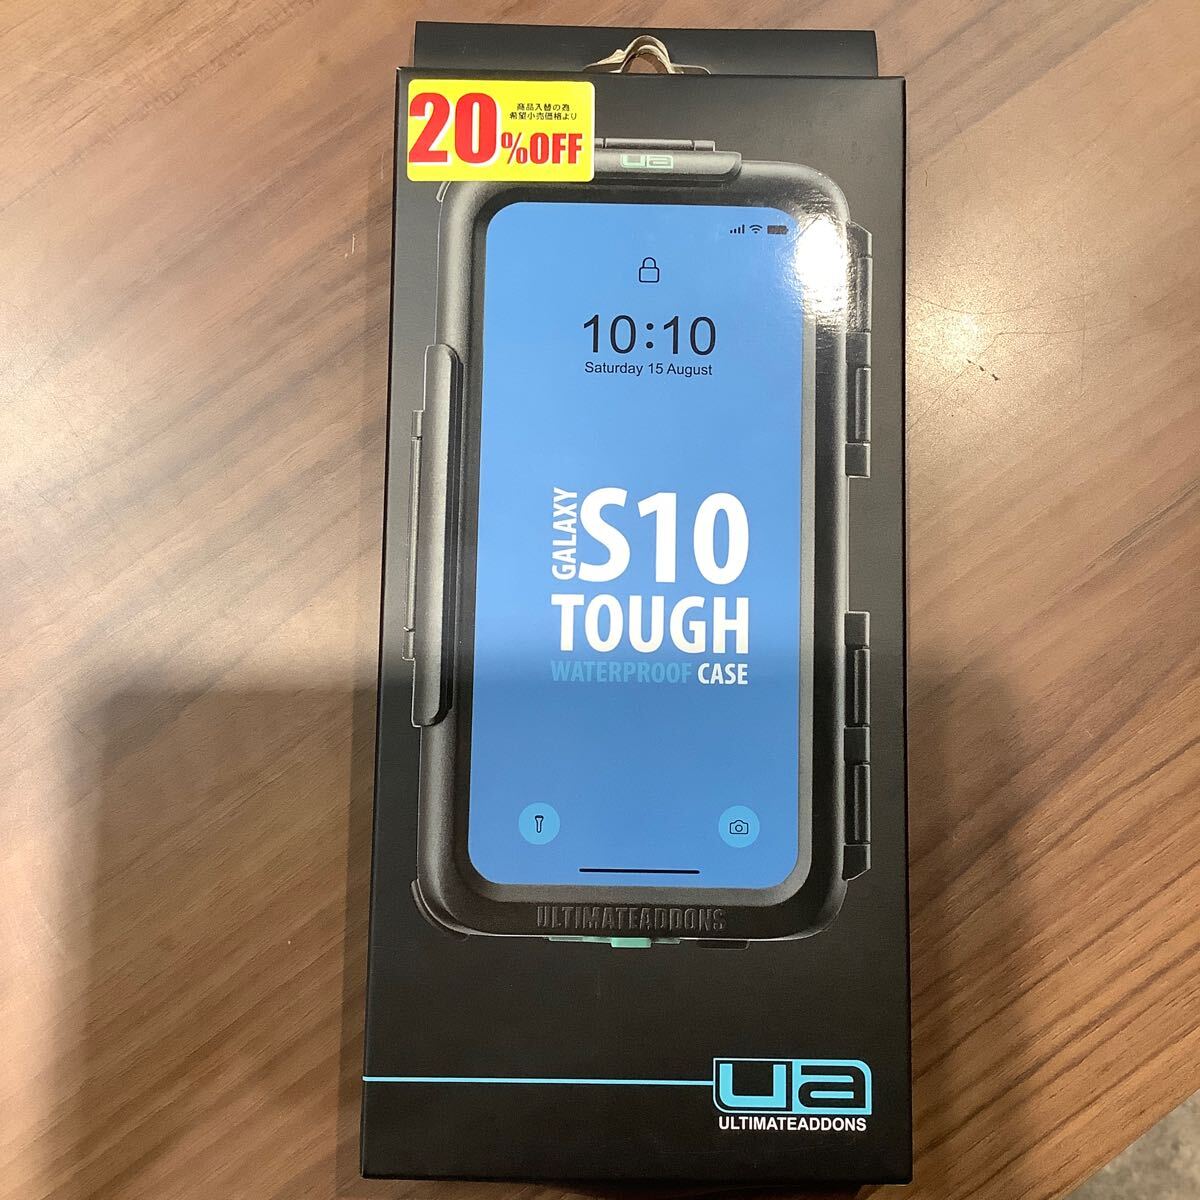 商品入替の為
希望小売価格より
20%OFF
ua
10:10
Saturday 15 August
GALAXY
S10
TOUGH
WATERPROOF CASE
ULTIMATEADDONS
ua
ULTIMATEADDONS